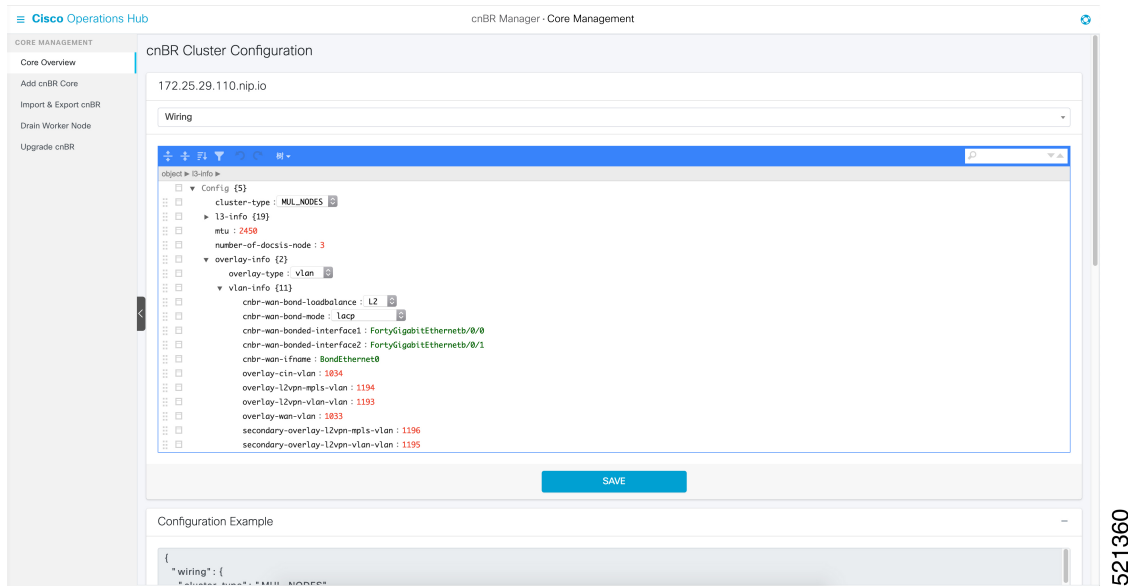 Cisco Operations Hub
cnBR Manager · Core Management
CORE MANAGEMENT
Core Overview
Add cnBR Core
Import & Export cnBR
Drain Worker Node
Upgrade cnBR
cnBR Cluster Configuration
172.25.29.110.nip.io
Wiring
树
object ► l3-info ►
Config {5}
cluster-type : MUL_NODES
l3-info {19}
mtu : 2450
number-of-docsis-node : 3
overlay-info {2}
overlay-type : vlan
vlan-info {11}
cnbr-wan-bond-loadbalance : L2
cnbr-wan-bond-mode : lacp
cnbr-wan-bonded-interface1 : FortyGigabitEthernetb/0/0
cnbr-wan-bonded-interface2 : FortyGigabitEthernetb/0/1
cnbr-wan-ifname : BondEthernet0
overlay-cin-vlan : 1034
overlay-l2vpn-mpls-vlan : 1194
overlay-l2vpn-vlan-vlan : 1193
overlay-wan-vlan : 1033
secondary-overlay-l2vpn-mpls-vlan : 1196
secondary-overlay-l2vpn-vlan-vlan : 1195
SAVE
Configuration Example
{
"wiring": {
"cluster_type": "MUL_NODES"
521360